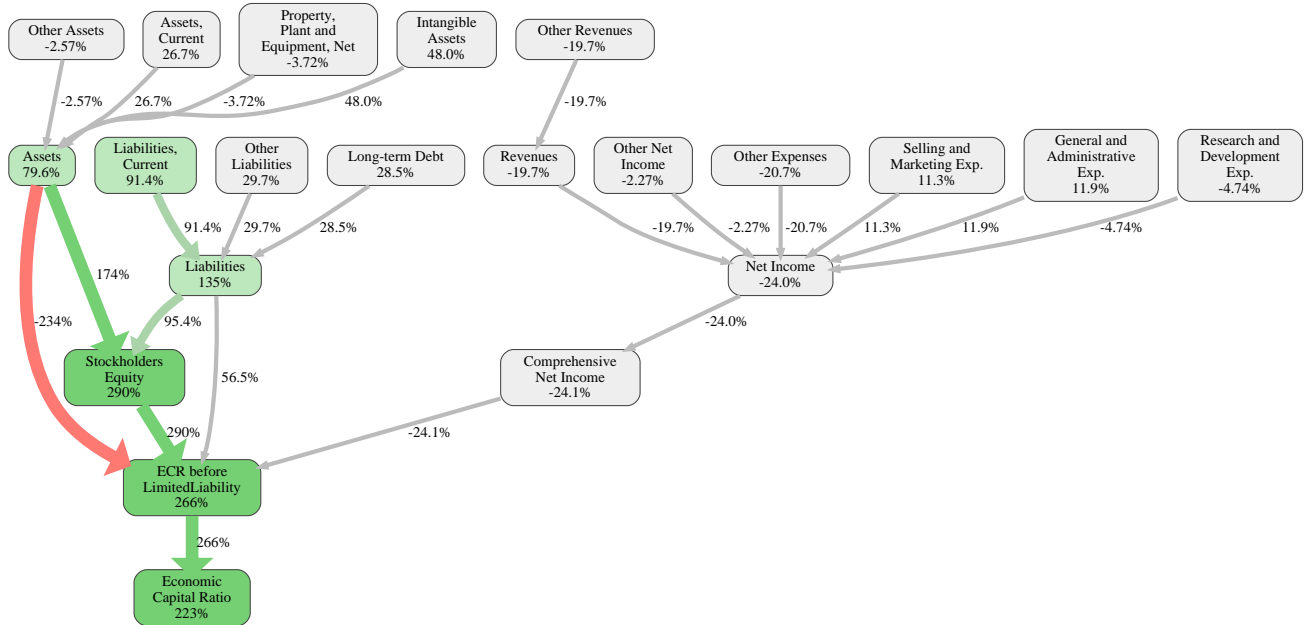 Other Assets
-2.57%
Assets,
Current
26.7%
Property,
Plant and
Equipment, Net
-3.72%
Intangible
Assets
48.0%
Other Revenues
-19.7%
-2.57%
26.7%
-3.72%
48.0%
-19.7%
Assets
79.6%
Liabilities,
Current
91.4%
Other
Liabilities
29.7%
Long-term Debt
28.5%
Revenues
-19.7%
Other Net
Income
-2.27%
Other Expenses
-20.7%
Selling and
Marketing Exp.
11.3%
General and
Administrative
Exp.
11.9%
Research and
Development
Exp.
-4.74%
91.4%
29.7%
28.5%
-19.7%
-2.27%
-20.7%
11.3%
11.9%
-4.74%
174%
Liabilities
135%
Net Income
-24.0%
-234%
95.4%
-24.0%
Stockholders
Equity
290%
56.5%
Comprehensive
Net Income
-24.1%
290%
-24.1%
ECR before
LimitedLiability
266%
266%
Economic
Capital Ratio
223%